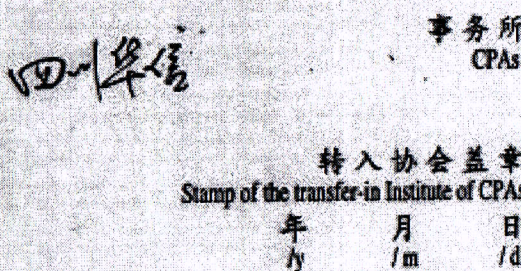 事务所
CPAs
四川华信
转入协会盖章
Stamp of the transfer-in Institute of CPAs
年 月 日
/y /m /d